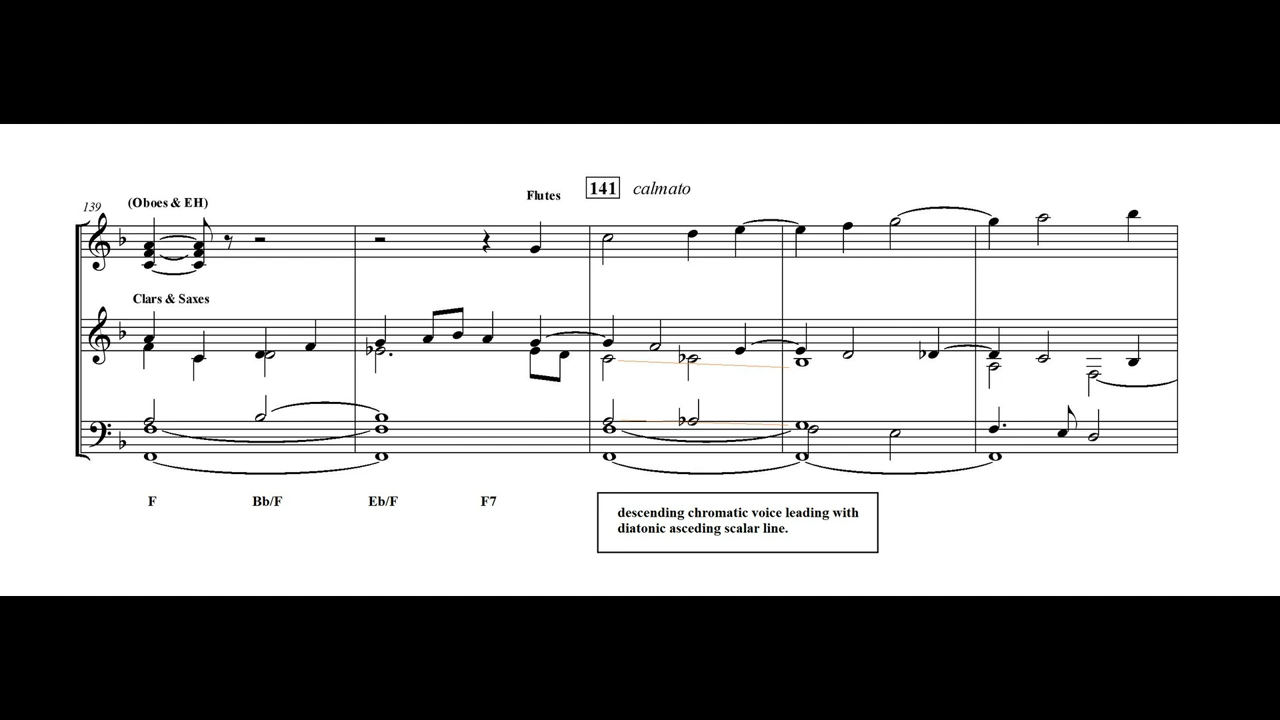 Flutes
141 calmato
139
(Oboes & EH)
Clars & Saxes
F Bb/F Eb/F F7
descending chromatic voice leading with
diatonic asceding scalar line.